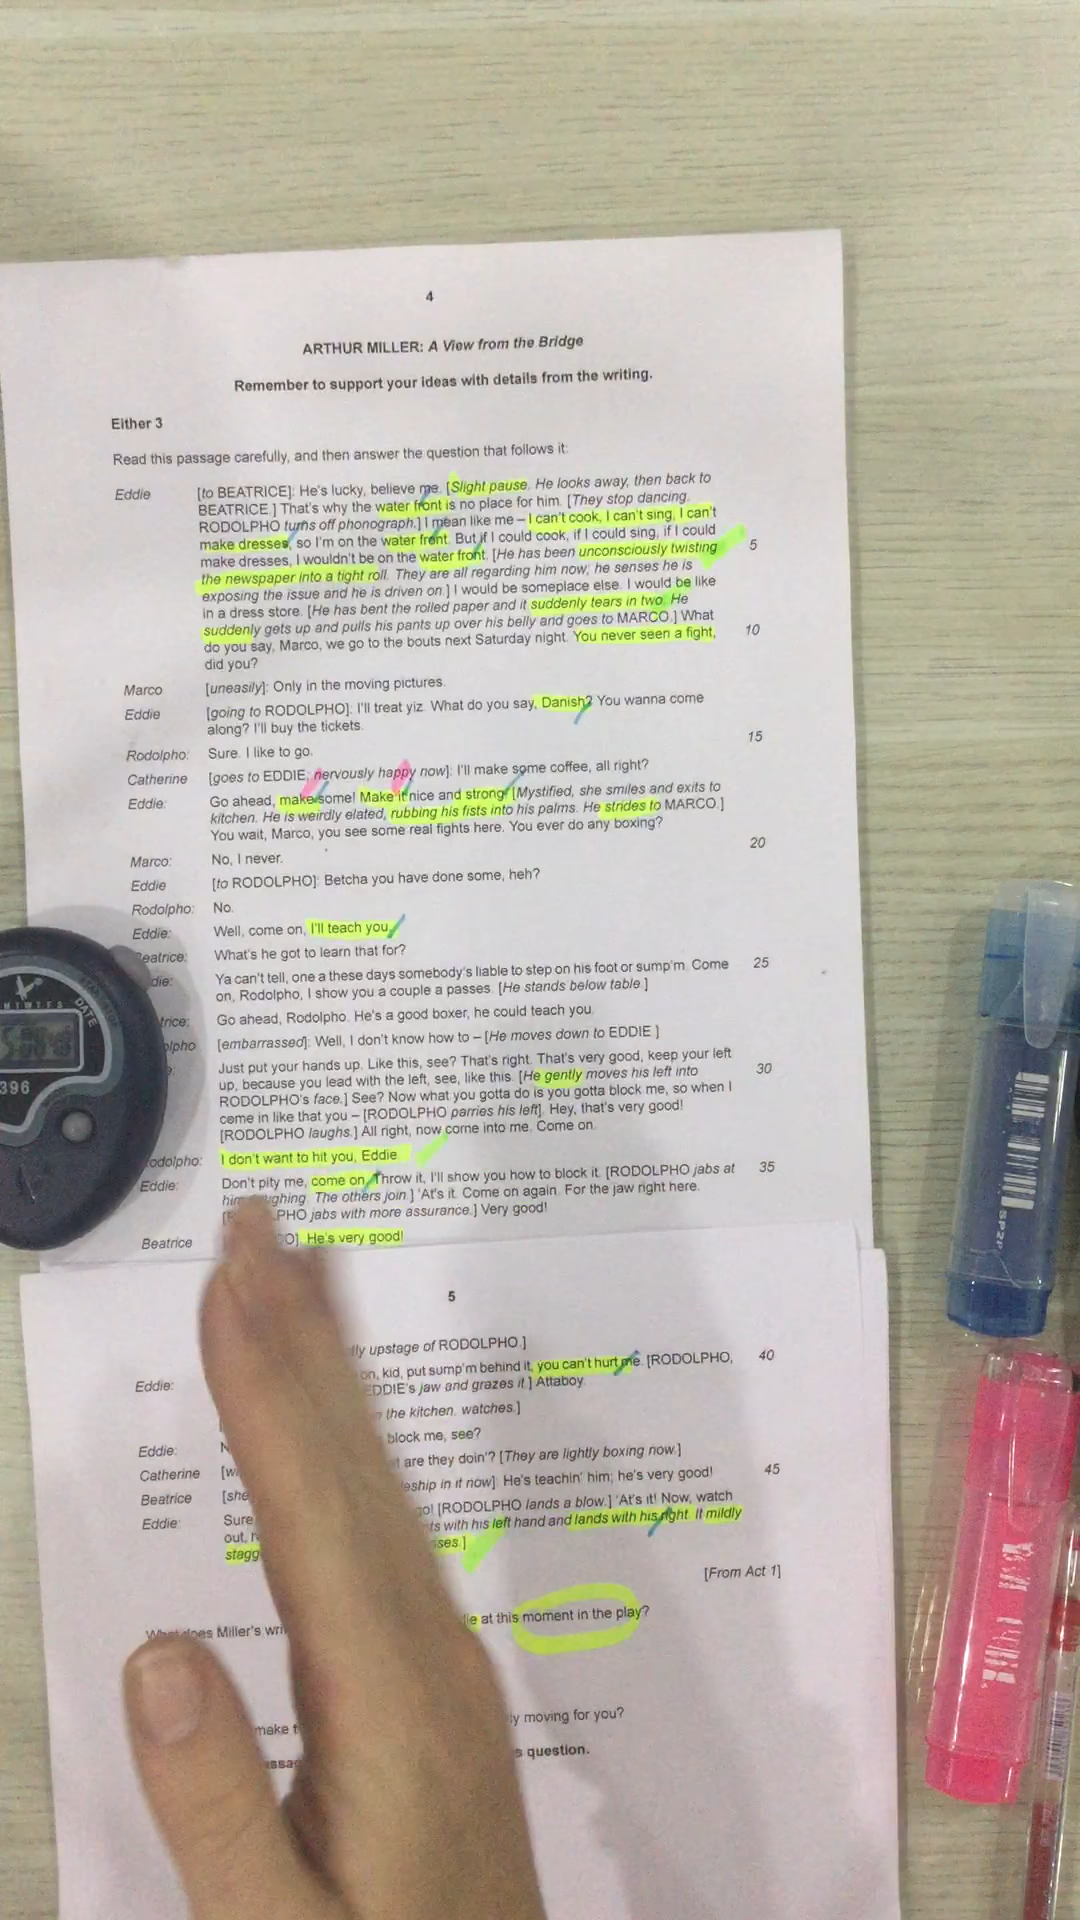 4
ARTHUR MILLER: A View from the Bridge
Remember to support your ideas with details from the writing.
Either 3
Read this passage carefully, and then answer the question that follows it:
Eddie [to BEATRICE]: He's lucky, believe me. [Slight pause. He looks away, then back to
BEATRICE.] That's why the water front is no place for him. [They stop dancing.
RODOLPHO turns off phonograph.] I mean like me – I can't cook, I can't sing, I can't
make dresses, so I'm on the water front. But if I could cook, if I could sing, if I could
make dresses, I wouldn't be on the water front. [He has been unconsciously twisting 5
the newspaper into a tight roll. They are all regarding him now; he senses he is
exposing the issue and he is driven on.] I would be someplace else. I would be like
in a dress store. [He has bent the rolled paper and it suddenly tears in two. He
suddenly gets up and pulls his pants up over his belly and goes to MARCO.] What
do you say, Marco, we go to the bouts next Saturday night. You never seen a fight, 10
did you?
Marco [uneasily]: Only in the moving pictures.
Eddie [going to RODOLPHO]: I'll treat yiz. What do you say, Danish? You wanna come
along? I'll buy the tickets.
Rodolpho: Sure. I like to go. 15
Catherine [goes to EDDIE; nervously happy now]: I'll make some coffee, all right?
Eddie: Go ahead, make some! Make it nice and strong. [Mystified, she smiles and exits to
kitchen. He is weirdly elated, rubbing his fists into his palms. He strides to MARCO.]
You wait, Marco, you see some real fights here. You ever do any boxing?
Marco: No, I never. 20
Eddie [to RODOLPHO]: Betcha you have done some, heh?
Rodolpho: No.
Eddie: Well, come on, I'll teach you.
eatrice: What's he got to learn that for?
die: Ya can't tell, one a these days somebody's liable to step on his foot or sump'm. Come 25
on, Rodolpho, I show you a couple a passes. [He stands below table.]
trice: Go ahead, Rodolpho. He's a good boxer, he could teach you.
olpho [embarrassed]: Well, I don't know how to – [He moves down to EDDIE.]
Just put your hands up. Like this, see? That's right. That's very good, keep your left
up, because you lead with the left, see, like this. [He gently moves his left into 30
RODOLPHO's face.] See? Now what you gotta do is you gotta block me, so when I
come in like that you – [RODOLPHO parries his left]. Hey, that's very good!
[RODOLPHO laughs.] All right, now come into me. Come on.
odolpho: I don't want to hit you, Eddie.
Eddie: Don't pity me, come on. Throw it, I'll show you how to block it. [RODOLPHO jabs at 35
him, ughing. The others join.] 'At's it. Come on again. For the jaw right here.
PHO jabs with more assurance.] Very good!
Beatrice CO]. He's very good!
5
lly upstage of RODOLPHO.]
Eddie: on, kid, put sump'm behind it, you can't hurt me. [RODOLPHO, 40
EDDIE's jaw and grazes it.] Attaboy.
the kitchen, watches.]
block me, see?
Eddie: N are they doin'? [They are lightly boxing now.]
Catherine [w
Beatrice [she eship in it now]: He's teachin' him; he's very good! 45
Eddie: Sure go! [RODOLPHO lands a blow.] 'At's it! Now, watch
out, ts with his left hand and lands with his right. It mildly
stagg ses.]
[From Act 1]
What does Miller's wri ie at this moment in the play?
make t ly moving for you?
ssa s question.
396
DATE
SP2P